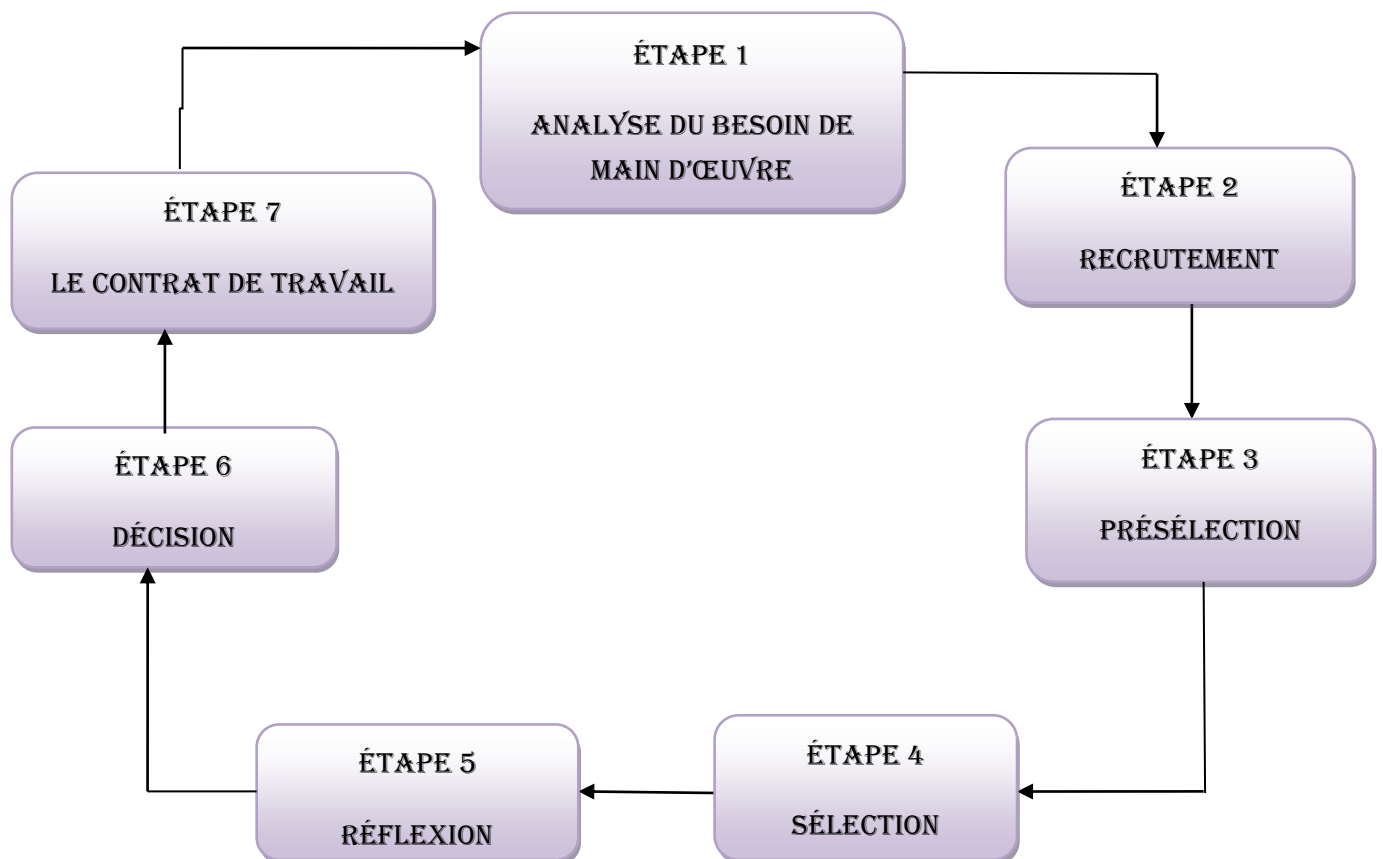 ÉTAPE 1
ANALYSE DU BESOIN DE
MAIN D'ŒUVRE
ÉTAPE 2
RECRUTEMENT
ÉTAPE 3
PRÉSÉLECTION
ÉTAPE 4
SÉLECTION
ÉTAPE 5
RÉFLEXION
ÉTAPE 6
DÉCISION
ÉTAPE 7
LE CONTRAT DE TRAVAIL